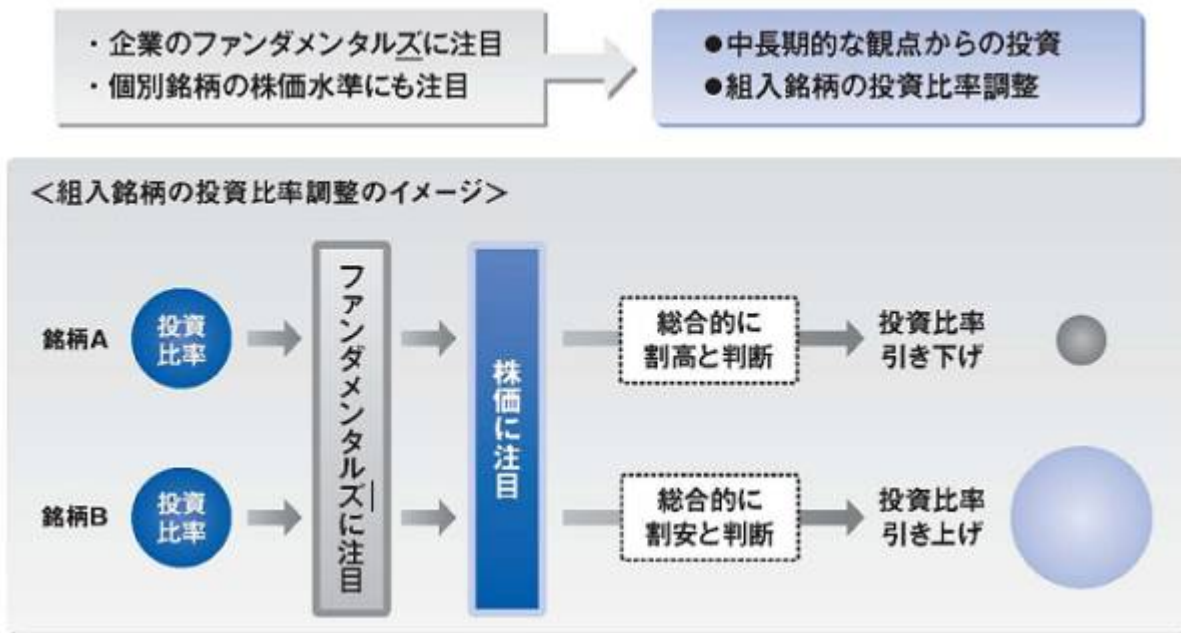 ・企業のファンダメンタルズに注目
・個別銘柄の株価水準にも注目
●中長期的な観点からの投資
●組入銘柄の投資比率調整
＜組入銘柄の投資比率調整のイメージ＞
銘柄A
投資
比率
ファンダメンタルズに注目
株価に注目
総合的に
割高と判断
投資比率
引き下げ
銘柄B
投資
比率
総合的に
割安と判断
投資比率
引き上げ